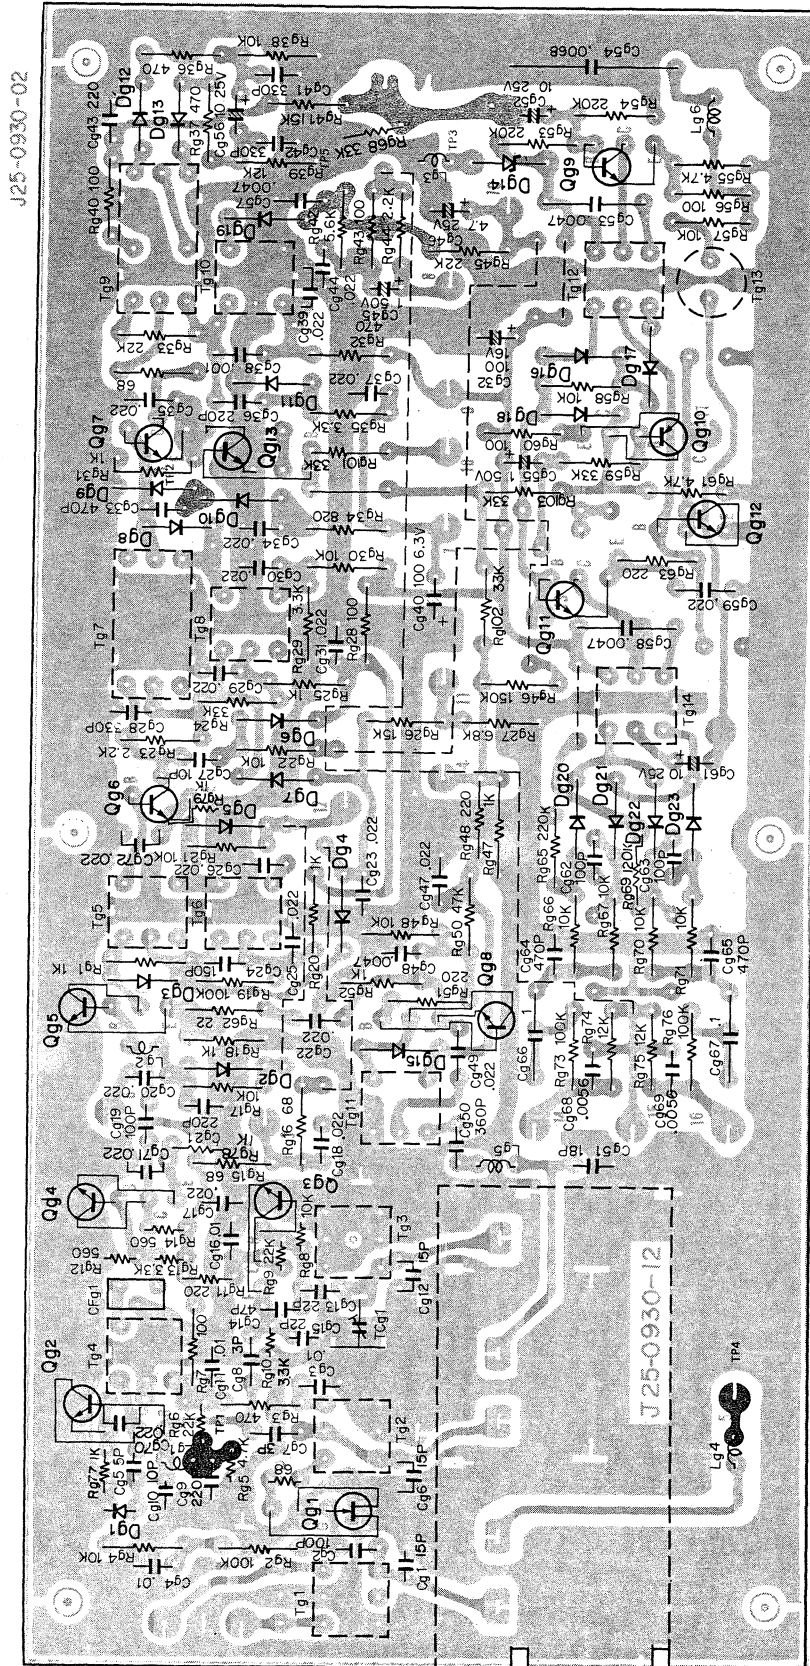 J25-0930-02
Cg43 220
Dg12
Dg13
Rg36 470
Rg38 10K
Rg37 470
Cg56 10 25V
Cg41 330P
Rg41 15K
Cg42 330P
Rg39 12K
TP5
Rg68 33K
Rg40 100
Cg57 .0047
Dg19
Rg42 5.6K
Rg43 100
Rg44 2.2K
Tg9
Tg10
Cg39 .022
Cg44 .022
Cg45 1 50V
Lg3
TP3
Dg14
Cg46 4.7 25V
Rg45 22K
Cg54 .0068
Cg52 10 25V
Rg54 220K
Rg53 220K
Lg6
Qg9
Cg53 .0047
Rg55 4.7K
Rg56 100
Rg57 10K
Tg12
Tg13
Rg33 22K
68
Cg38 .001
Rg32 470
Cg35 .022
Dg11
Cg37 .022
Cg36 220P
Rg35 3.3K
Qg7
Qg13
Rg31 1K
Rg101 33K
Cg32 100 16V
Dg16
Dg17
Rg58 10K
Dg18
Rg60 100
Cg55 1 50V
Rg59 33K
Qg10
Rg61 4.7K
Rg103 33K
Qg12
Dg9
TP2
Cg33 470P
Dg10
Dg8
Cg34 .022
Rg34 820
Cg30 .022
Rg30 10K
Tg7
Tg8
Rg29 3.3K
Cg31 .022
Rg28 100
Cg40 100 6.3V
Rg102 33K
Rg63 220
Cg59 .022
Qg11
Cg58 .0047
Cg29 .022
Rg25 1K
Rg24 33K
Cg28 330P
Rg23 2.2K
Dg6
Rg22 10K
Rg26 15K
Rg27 6.8K
Rg46 150K
Tg14
Cg27 10P
Dg7
Qg6
Rg79 1K
Dg5
Cg72 .022
Rg21 10K
Cg26 .022
Cg61 10 25V
Dg20
Dg21
Dg22
Dg23
Rg48 220
Rg47 1K
Rg65 220K
Cg62 100P
Rg69 120K
Cg63 100P
Dg4
Cg23 .022
Cg47 .022
Tg5
Tg6
Cg25 .022
Rg20 1K
Rg48 10K
Rg50 47K
Rg66 10K
Rg67 10K
Rg70 10K
Rg71 10K
Cg64 470P
Cg65 470P
Rg1 1K
Cg24 150P
Cg48 .0047
Rg52 1K
Rg51 220
Qg8
Dg3
Rg19 100K
Qg5
Rg62 22
Rg18 1K
Cg22 .022
Dg15
Cg49 .022
Cg66 .1
Rg73 100K
Rg74 12K
Rg75 12K
Rg76 100K
Cg67 .1
Cg68 .0056
Cg69 .0056
Lg2
Dg2
Cg20 .022
Rg17 10K
Cg19 100P
Cg21 220P
Tg11
Rg16 68
Cg18 .022
Cg50 360P
Lg5
Cg51 18P
Cg71 .022
Rg78 1K
Rg15 68
Qg4
Cg17 .022
Qg3
Rg14 560
Cg16 .01
Rg8 10K
Rg9 22K
Tg3
Rg12 560
Rg13 3.3K
Rg11 220
CFg1
Cg12 15P
Cg13 22P
Cg14 47P
Cg15 22P
TCg1
J25-0930-12
Tg4
Rg7 100
Cg11 .01
Cg8 3P
Rg10 33K
Cg3 .01
Qg2
Rg6 22K
Rg3 470
Tg2
TP4
Cg70 .022
TP1
Cg7
Lg4
Rg77 1K
Cg5 5P
Rg5 4.7K
68
Cg6 15P
Cg10 10P
Cg9 220
Dg1
Qg1
Rg4 10K
Rg2 100K
Cg2 100P
Cg4 .01
Cg1 15P
Tg1